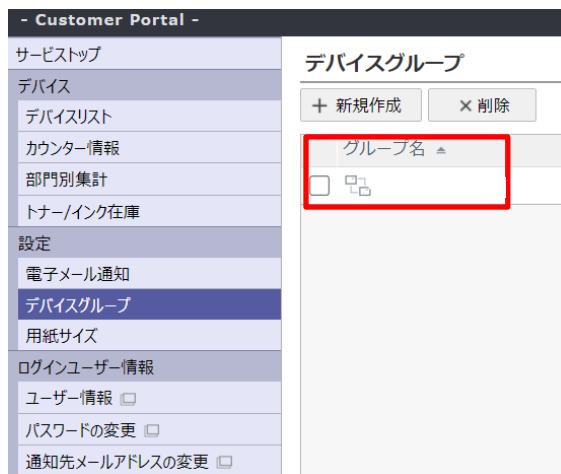 - Customer Portal -
サービストップ
デバイス
デバイスリスト
カウンター情報
部門別集計
トナー/インク在庫
設定
電子メール通知
デバイスグループ
用紙サイズ
ログインユーザー情報
ユーザー情報
パスワードの変更
通知先メールアドレスの変更
デバイスグループ
+ 新規作成 ×削除
グループ名